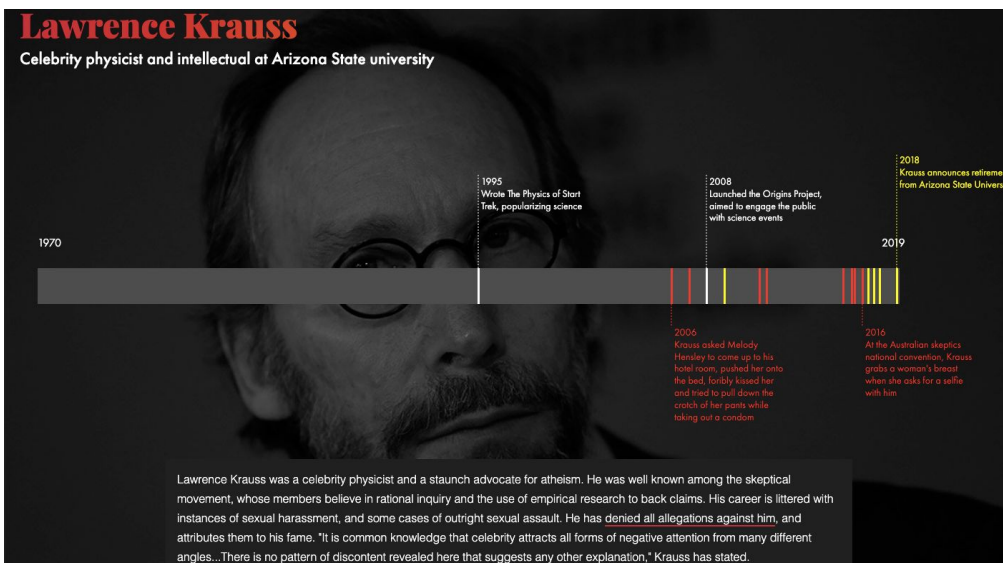 Lawrence Krauss
Celebrity physicist and intellectual at Arizona State university
2018
Krauss announces retireme
from Arizona State Univers
1995
Wrote The Physics of Start
Trek, popularizing science
2008
Launched the Origins Project,
aimed to engage the public
with science events
1970
2019
2006
Krauss asked Melody
Hensley to come up to his
hotel room, pushed her onto
the bed, foribly kissed her
and tried to pull down the
crotch of her pants while
taking out a condom
2016
At the Australian skeptics
national convention, Krauss
grabs a woman's breast
when she asks for a selfie
with him
Lawrence Krauss was a celebrity physicist and a staunch advocate for atheism. He was well known among the skeptical
movement, whose members believe in rational inquiry and the use of empirical research to back claims. His career is littered with
instances of sexual harassment, and some cases of outright sexual assault. He has denied all allegations against him, and
attributes them to his fame. "It is common knowledge that celebrity attracts all forms of negative attention from many different
angles...There is no pattern of discontent revealed here that suggests any other explanation," Krauss has stated.